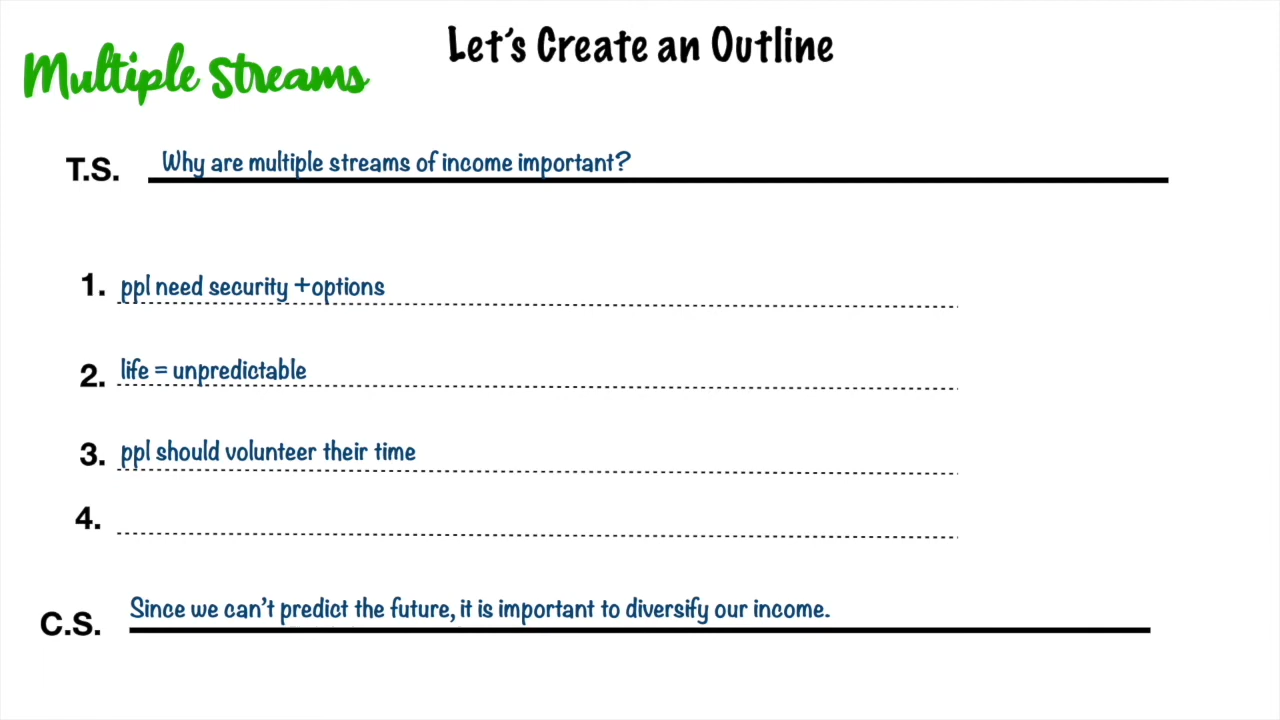 Let's Create an Outline
Multiple Streams
T.S. Why are multiple streams of income important?
1. ppl need security +options
2. life = unpredictable
3. ppl should volunteer their time
4.
C.S. Since we can't predict the future, it is important to diversify our income.